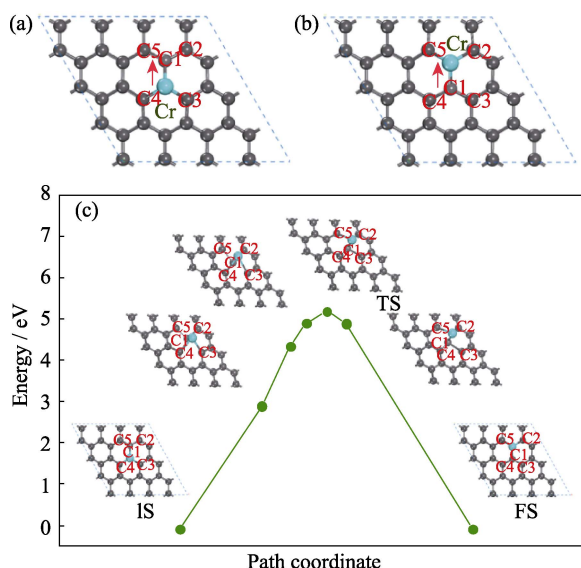 (a)
C5 C2
C1
C4 C3
Cr
(b)
C5 Cr C2
C1
C4 C3
(c)
8
7
6
5
4
3
2
1
0
Energy / eV
C5 C2
C1
C4 C3
C5 C2
C1
C4 C3
TS
C5 C2
C1
C4 C3
C5 C2
C1
C4 C3
C5 C2
C1
C4 C3
lS
C5 C2
C1
C4 C3
FS
Path coordinate